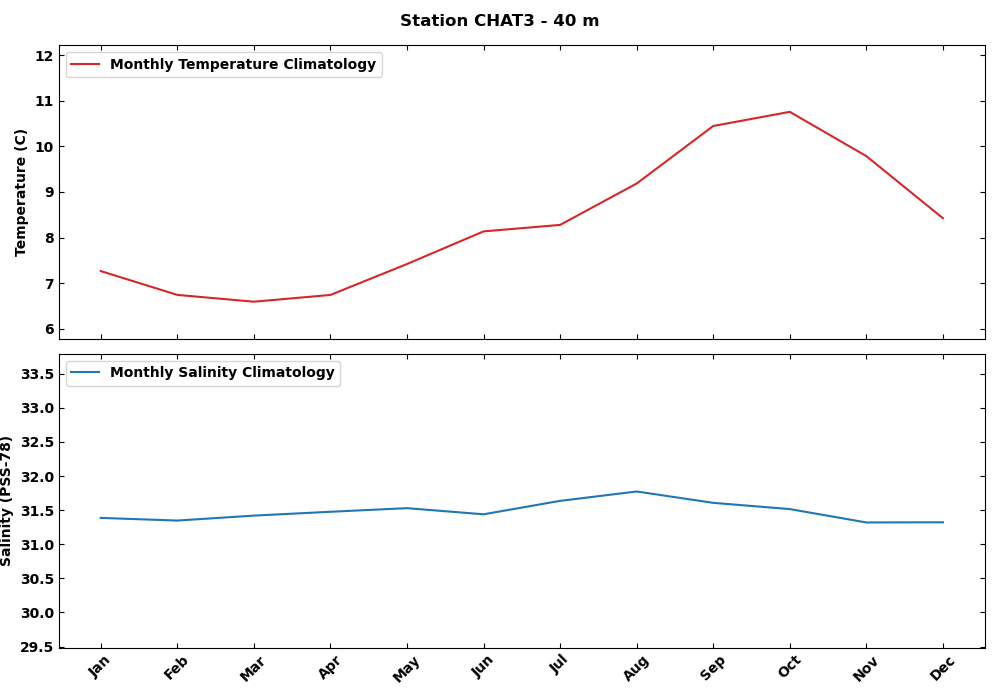 Station CHAT3 - 40 m
Monthly Temperature Climatology
Temperature (C)
12
11
10
9
8
7
6
Monthly Salinity Climatology
Salinity (PSS-78)
33.5
33.0
32.5
32.0
31.5
31.0
30.5
30.0
29.5
Jan Feb Mar Apr May Jun Jul Aug Sep Oct Nov Dec